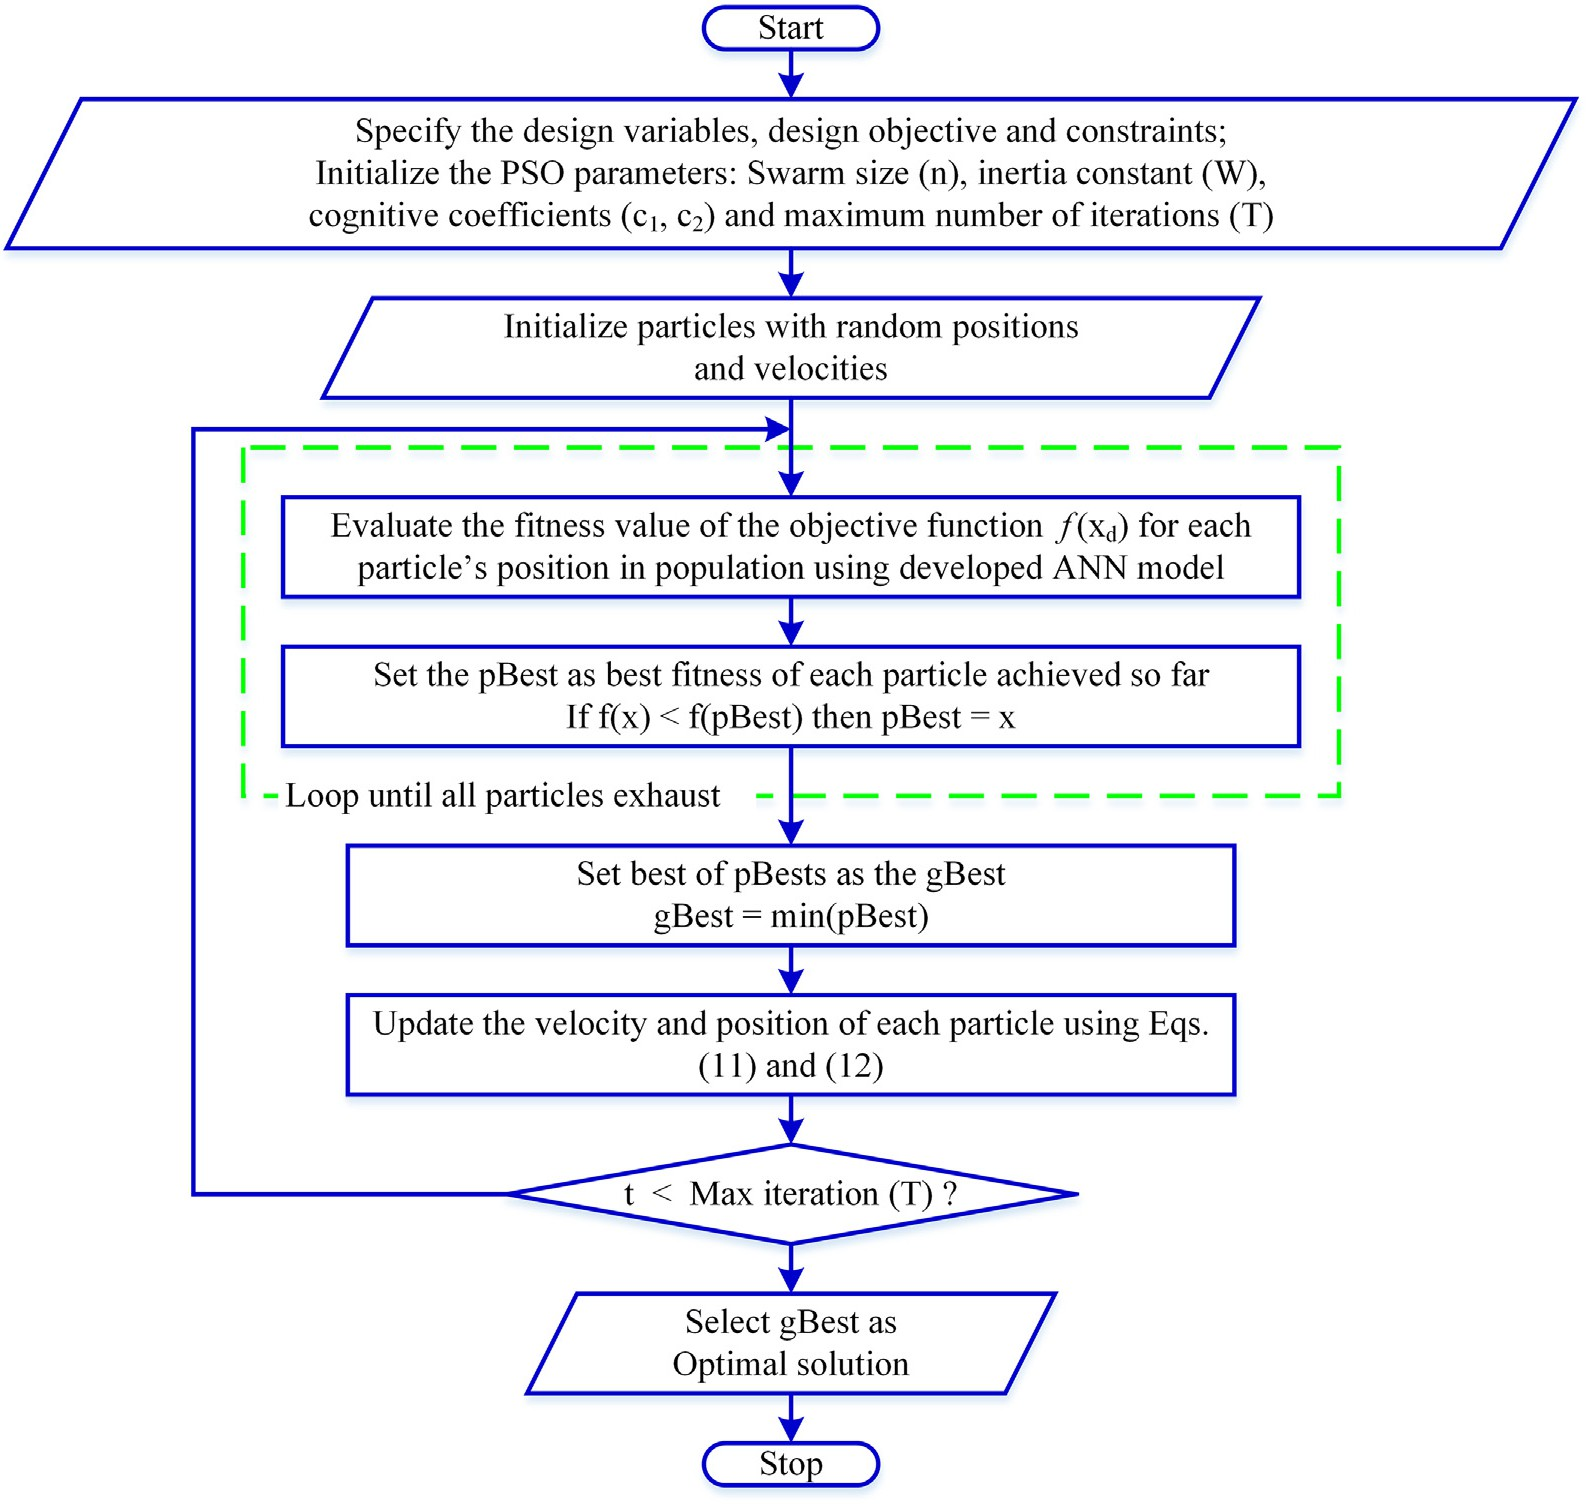 Start
Specify the design variables, design objective and constraints;
Initialize the PSO parameters: Swarm size (n), inertia constant (W),
cognitive coefficients (c₁, c₂) and maximum number of iterations (T)
Initialize particles with random positions
and velocities
Evaluate the fitness value of the objective function f(x_d) for each
particle’s position in population using developed ANN model
Set the pBest as best fitness of each particle achieved so far
If f(x) < f(pBest) then pBest = x
Loop until all particles exhaust
Set best of pBests as the gBest
gBest = min(pBest)
Update the velocity and position of each particle using Eqs.
(11) and (12)
t < Max iteration (T) ?
Select gBest as
Optimal solution
Stop